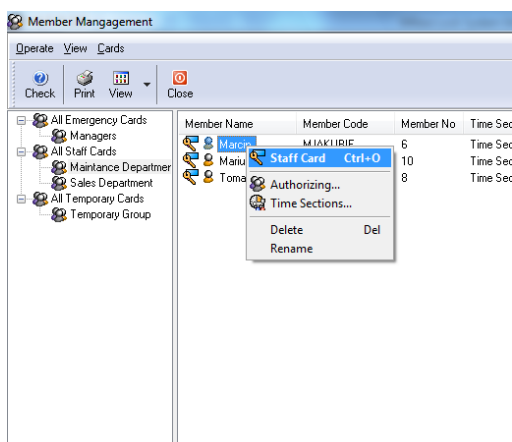 Member Mangagement
Operate View Cards
Check Print View Close
All Emergency Cards
Managers
All Staff Cards
Maintance Departmer
Sales Department
All Temporary Cards
Temporary Group
Member Name Member Code Member No Time Sec
Marcin MJAKUBIE 6 Time Sec
Mariu 10 Time Sec
Toma 8 Time Sec
Staff Card Ctrl+O
Authorizing...
Time Sections...
Delete Del
Rename